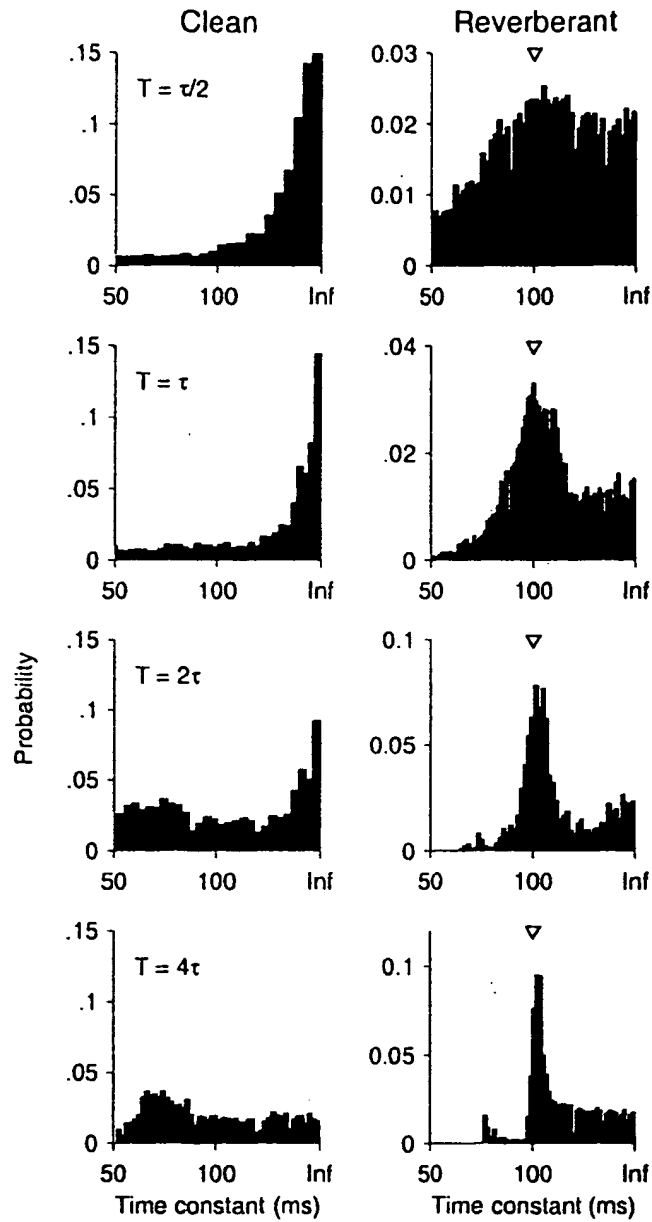 Clean Reverberant
.15 .1 .05 0
T = τ/2
50 100 Inf
0.03 0.02 0.01 0
50 100 Inf
.15 .1 .05 0
T = τ
50 100 Inf
.04 .02 0
50 100 Inf
Probability
.15 .1 .05 0
T = 2τ
50 100 Inf
0.1 0.05 0
50 100 Inf
.15 .1 .05 0
T = 4τ
50 100 Inf
Time constant (ms)
0.1 0.05 0
50 100 Inf
Time constant (ms)